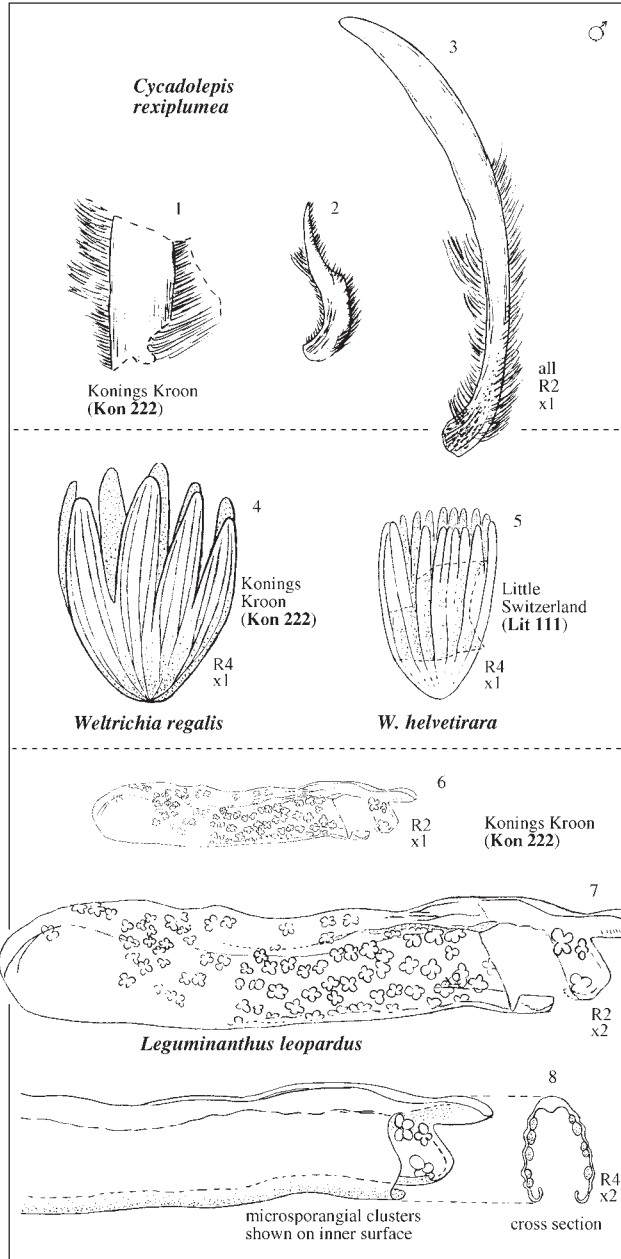 3
♂
Cycadolepis
rexiplumea
1
2
Konings Kroon
(Kon 222)
all
R2
x1
4
5
Konings
Kroon
(Kon 222)
R4
x1
Little
Switzerland
(Lit 111)
R4
x1
Weltrichia regalis
W. helvetirara
6
R2
x1
Konings Kroon
(Kon 222)
7
R2
x2
Leguminanthus leopardus
8
R4
x2
microsporangial clusters
shown on inner surface
cross section